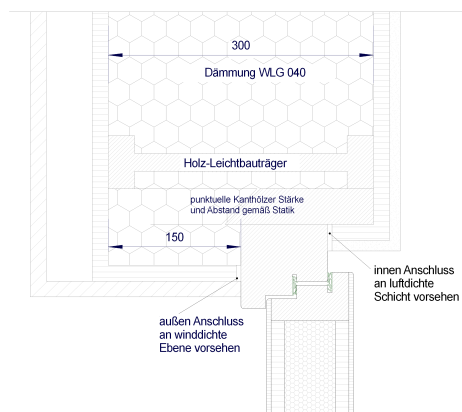 300
Dämmung WLG 040
Holz-Leichtbauträger
punktuelle Kanthölzer Stärke
und Abstand gemäß Statik
150
innen Anschluss
an luftdichte
Schicht vorsehen
außen Anschluss
an winddichte
Ebene vorsehen